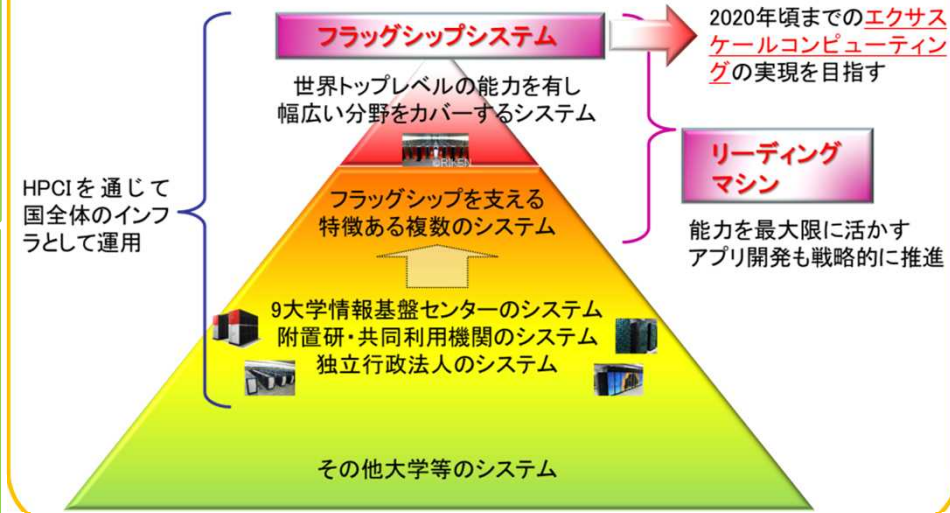 フラッグシップシステム
2020年頃までのエクサス
ケールコンピューティン
グの実現を目指す
世界トップレベルの能力を有し
幅広い分野をカバーするシステム
©RIKEN
リーディング
マシン
能力を最大限に活かす
アプリ開発も戦略的に推進
HPCIを通じて
国全体のインフ
ラとして運用
フラッグシップを支える
特徴ある複数のシステム
9大学情報基盤センターのシステム
附置研・共同利用機関のシステム
独立行政法人のシステム
その他大学等のシステム